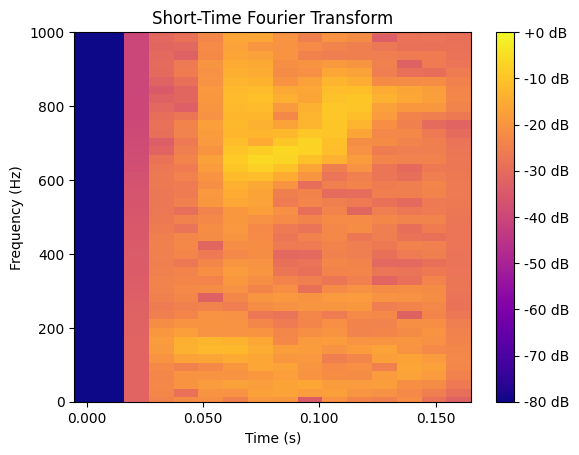 Short-Time Fourier Transform
1000
800
600
400
200
0
Frequency (Hz)
0.000
0.050
0.100
0.150
Time (s)
+0 dB
-10 dB
-20 dB
-30 dB
-40 dB
-50 dB
-60 dB
-70 dB
-80 dB